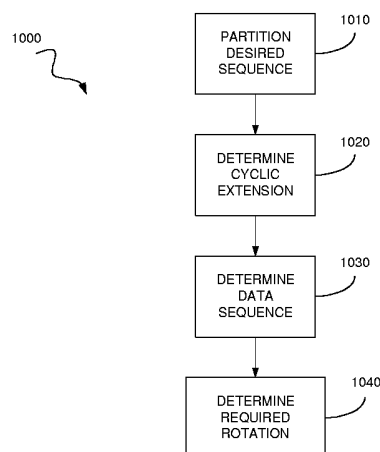 1000
PARTITION
DESIRED
SEQUENCE
1010
DETERMINE
CYCLIC
EXTENSION
1020
DETERMINE
DATA
SEQUENCE
1030
DETERMINE
REQUIRED
ROTATION
1040